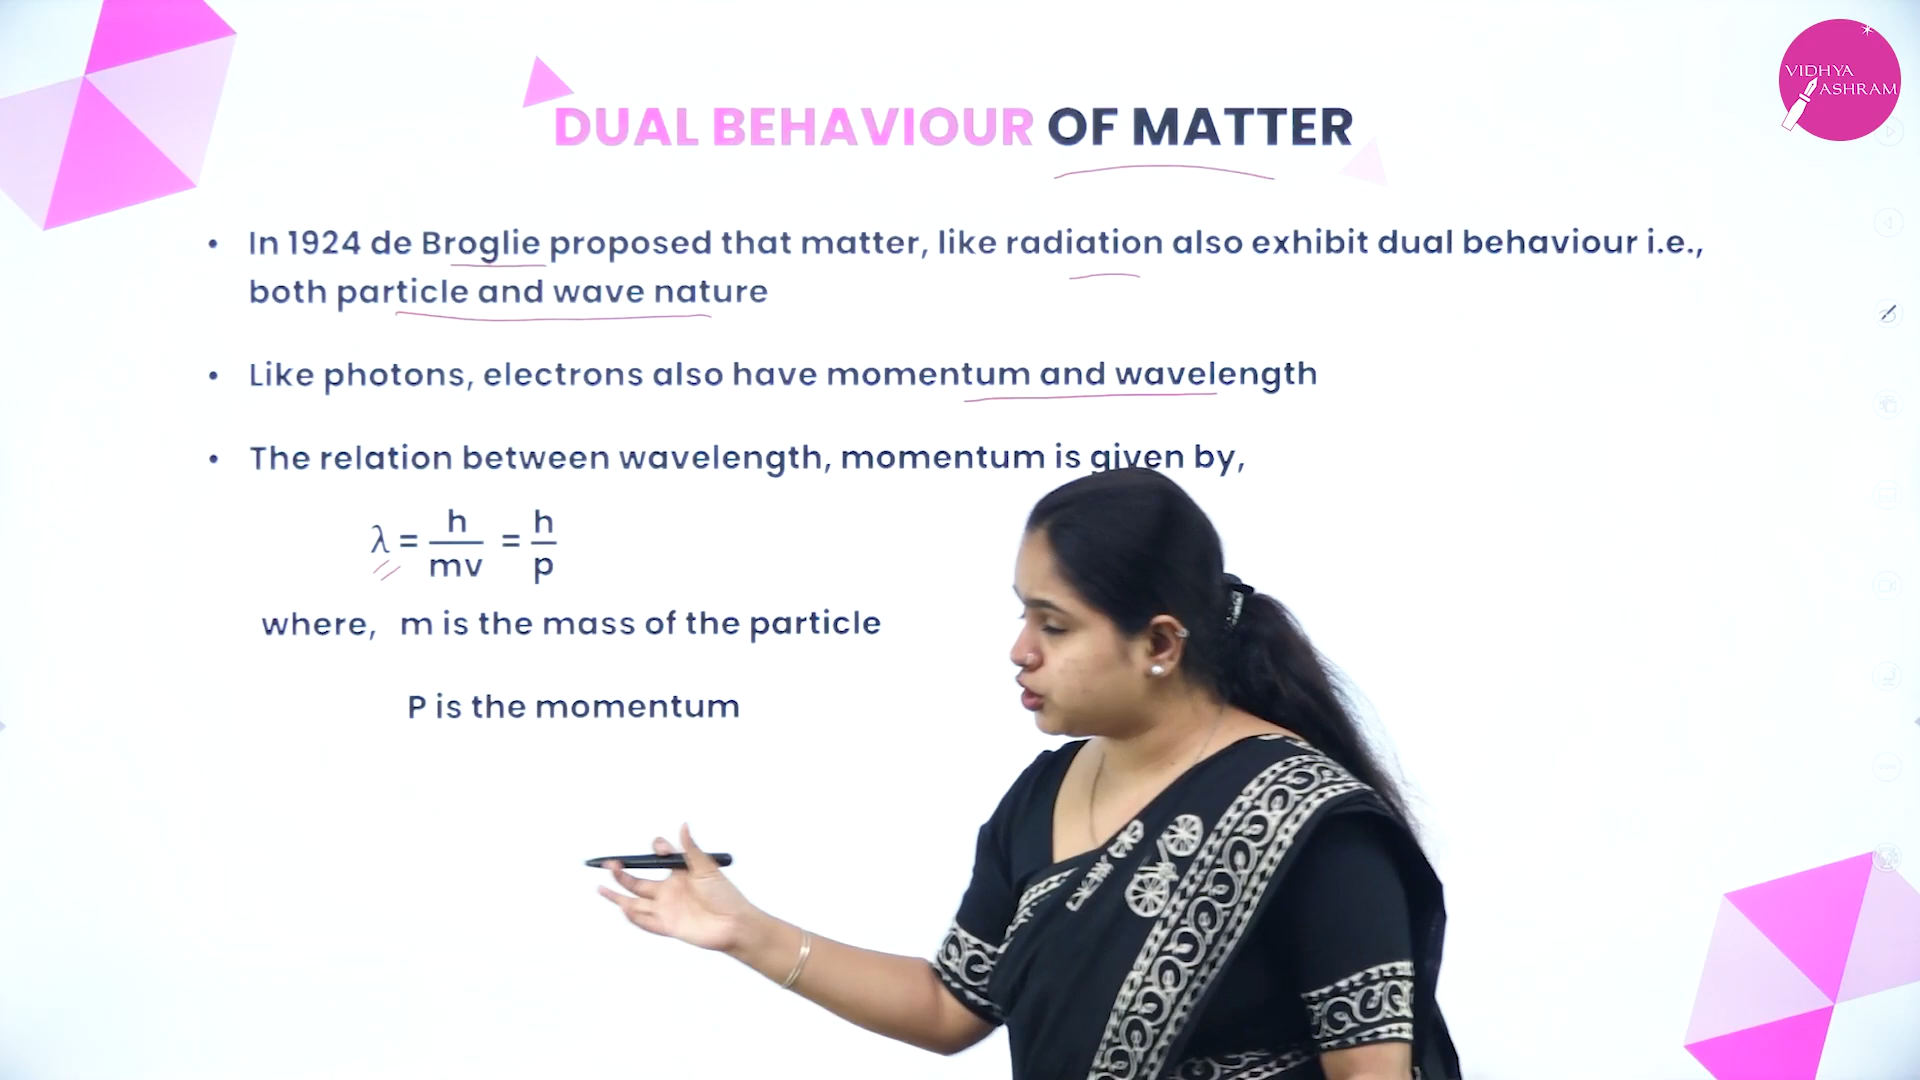 VIDHYA
ASHRAM
DUAL BEHAVIOUR OF MATTER
• In 1924 de Broglie proposed that matter, like radiation also exhibit dual behaviour i.e.,
both particle and wave nature
• Like photons, electrons also have momentum and wavelength
• The relation between wavelength, momentum is given by,
λ = h/mv = h/p
where, m is the mass of the particle
P is the momentum